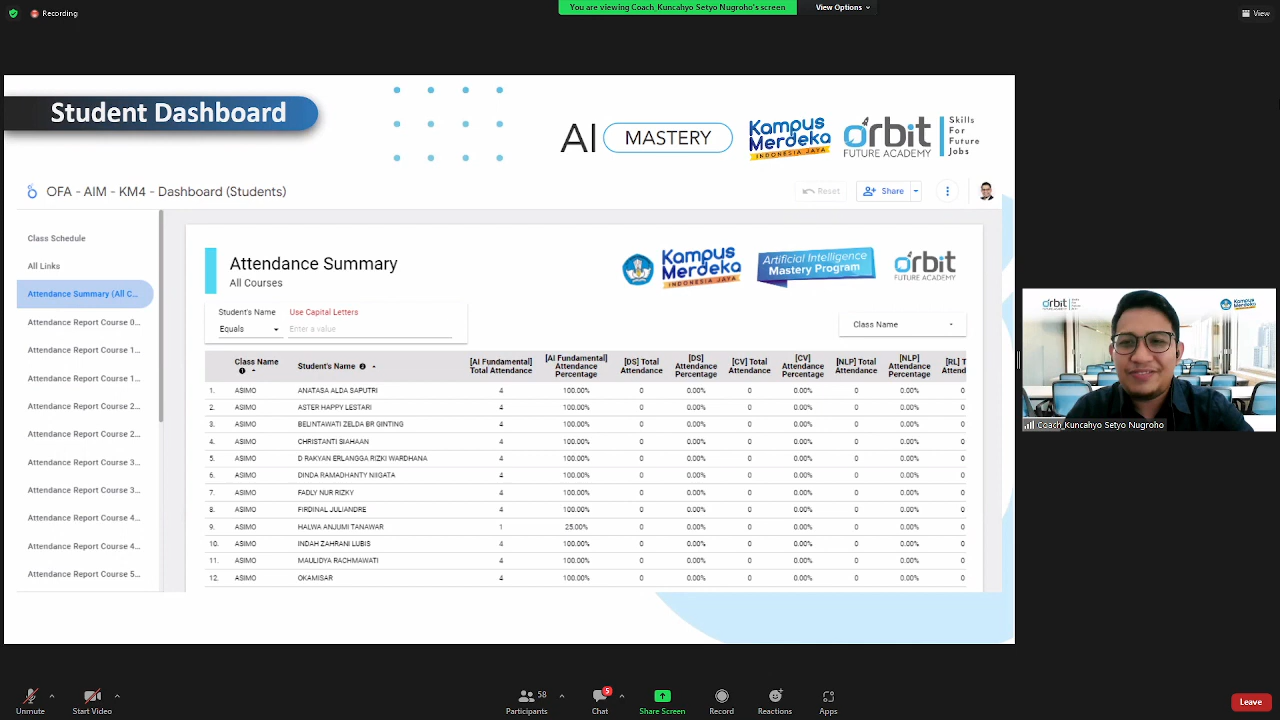 Recording
You are viewing Coach_Kuncahyo Setyo Nugroho's screen
View Options
View
Student Dashboard
AI MASTERY
Kampus Merdeka
INDONESIA JAYA
orbit
FUTURE ACADEMY
Skills
For
Future
Jobs
OFA - AIM - KM4 - Dashboard (Students)
Reset
Share
Class Schedule
All Links
Attendance Summary (All C...
Attendance Report Course 0...
Attendance Report Course 1...
Attendance Report Course 1...
Attendance Report Course 2...
Attendance Report Course 2...
Attendance Report Course 3...
Attendance Report Course 3...
Attendance Report Course 4...
Attendance Report Course 4...
Attendance Report Course 5...
Attendance Summary
All Courses
Kampus Merdeka
INDONESIA JAYA
Artificial Intelligence
Mastery Program
orbit
FUTURE ACADEMY
Student's Name Use Capital Letters
Equals Enter a value
Class Name
Class Name Student's Name [AI Fundamental] Total Attendance [AI Fundamental] Attendance Percentage [DS] Total Attendance [DS] Attendance Percentage [CV] Total Attendance [CV] Attendance Percentage [NLP] Total Attendance [NLP] Attendance Percentage [RL] T Attend
1. ASIMO ANATASA ALDA SAPUTRI 4 100.00% 0 0.00% 0 0.00% 0 0.00% 0
2. ASIMO ASTER HAPPY LESTARI 4 100.00% 0 0.00% 0 0.00% 0 0.00% 0
3. ASIMO BELINTAWATI ZELDA BR GINTING 4 100.00% 0 0.00% 0 0.00% 0 0.00% 0
4. ASIMO CHRISTANTI SIAHAAN 4 100.00% 0 0.00% 0 0.00% 0 0.00% 0
5. ASIMO D RAKYAN ERLANGGA RIZKI WARDHANA 4 100.00% 0 0.00% 0 0.00% 0 0.00% 0
6. ASIMO DINDA RAMADHANTY NIIGATA 4 100.00% 0 0.00% 0 0.00% 0 0.00% 0
7. ASIMO FADLY NUR RIZKY 4 100.00% 0 0.00% 0 0.00% 0 0.00% 0
8. ASIMO FIRDINAL JULIANDRE 4 100.00% 0 0.00% 0 0.00% 0 0.00% 0
9. ASIMO HALWA ANJUMI TANAWAR 1 25.00% 0 0.00% 0 0.00% 0 0.00% 0
10. ASIMO INDAH ZAHRANI LUBIS 4 100.00% 0 0.00% 0 0.00% 0 0.00% 0
11. ASIMO MAULIDYA RACHMAWATI 4 100.00% 0 0.00% 0 0.00% 0 0.00% 0
12. ASIMO OKAMISAR 4 100.00% 0 0.00% 0 0.00% 0 0.00% 0
orbit
Kampus Merdeka
Coach_Kuncahyo Setyo Nugroho
Unmute
Start Video
58
Participants
5
Chat
Share Screen
Record
Reactions
Apps
Leave